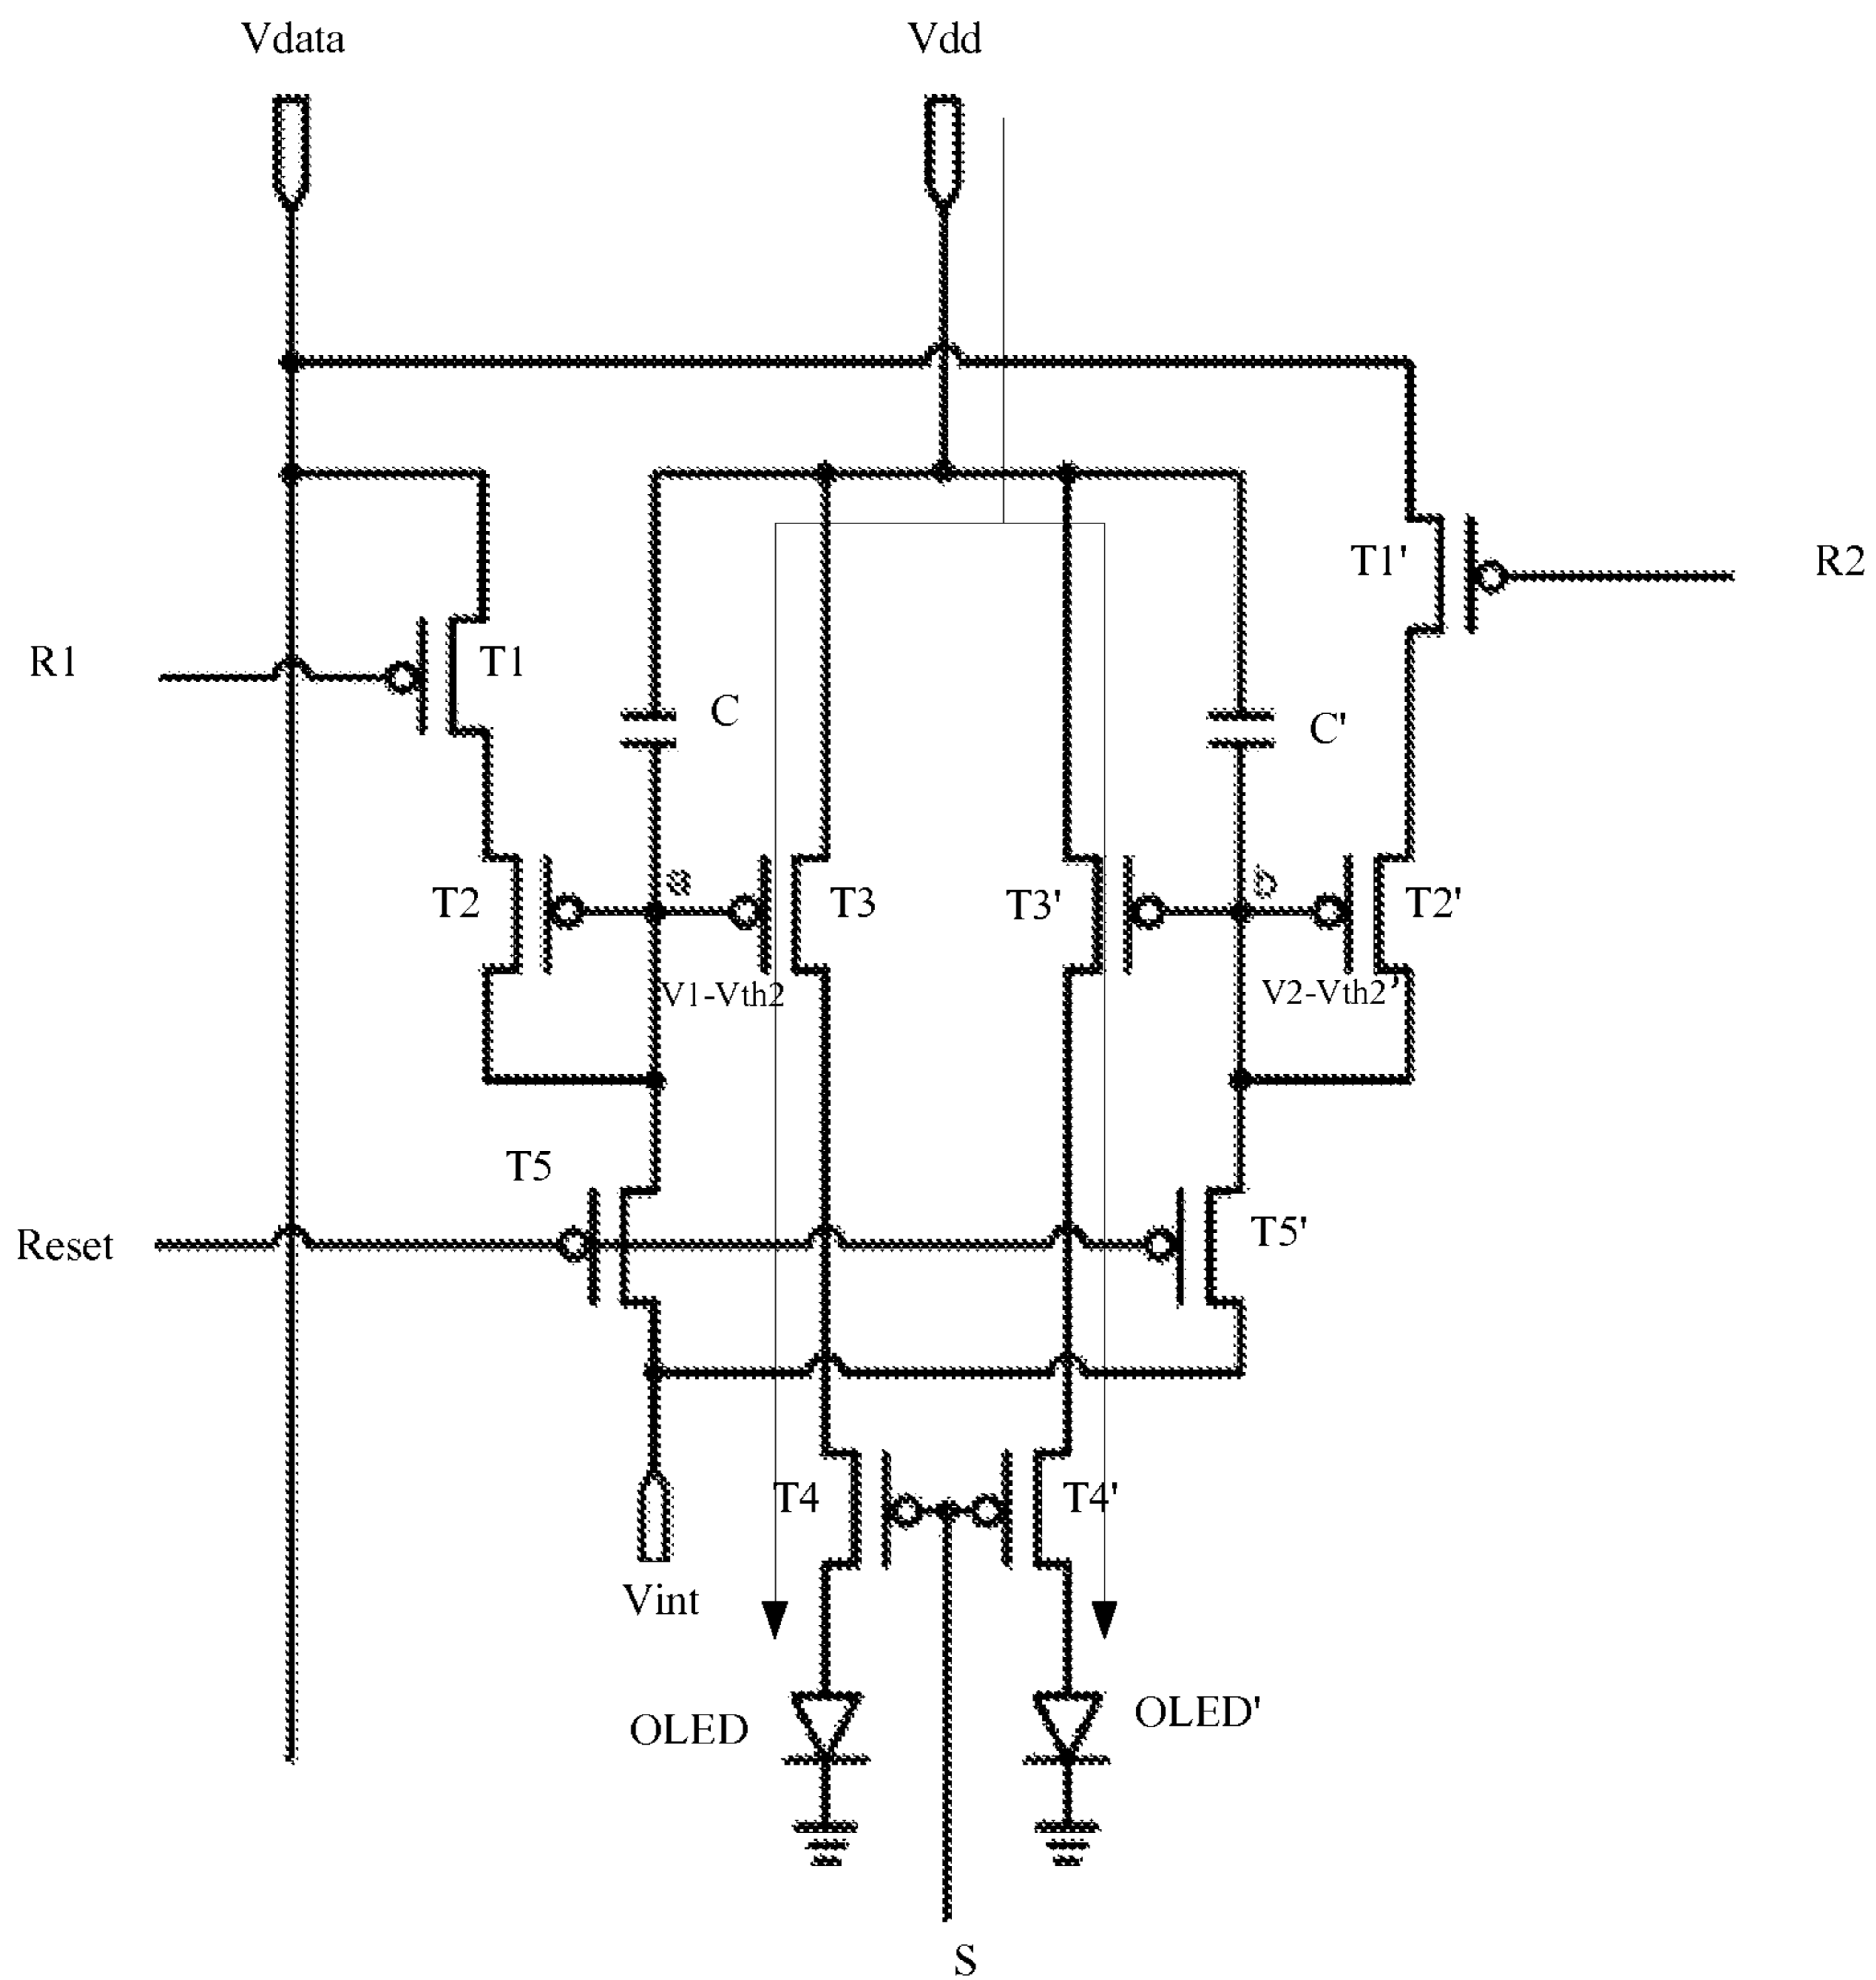 Vdata
Vdd
T1'
R2
R1
T1
C
C'
a
T2
T3
T3'
T2'
V1-Vth2
V2-Vth2'
T5
T5'
Reset
T4
T4'
Vint
OLED
OLED'
S